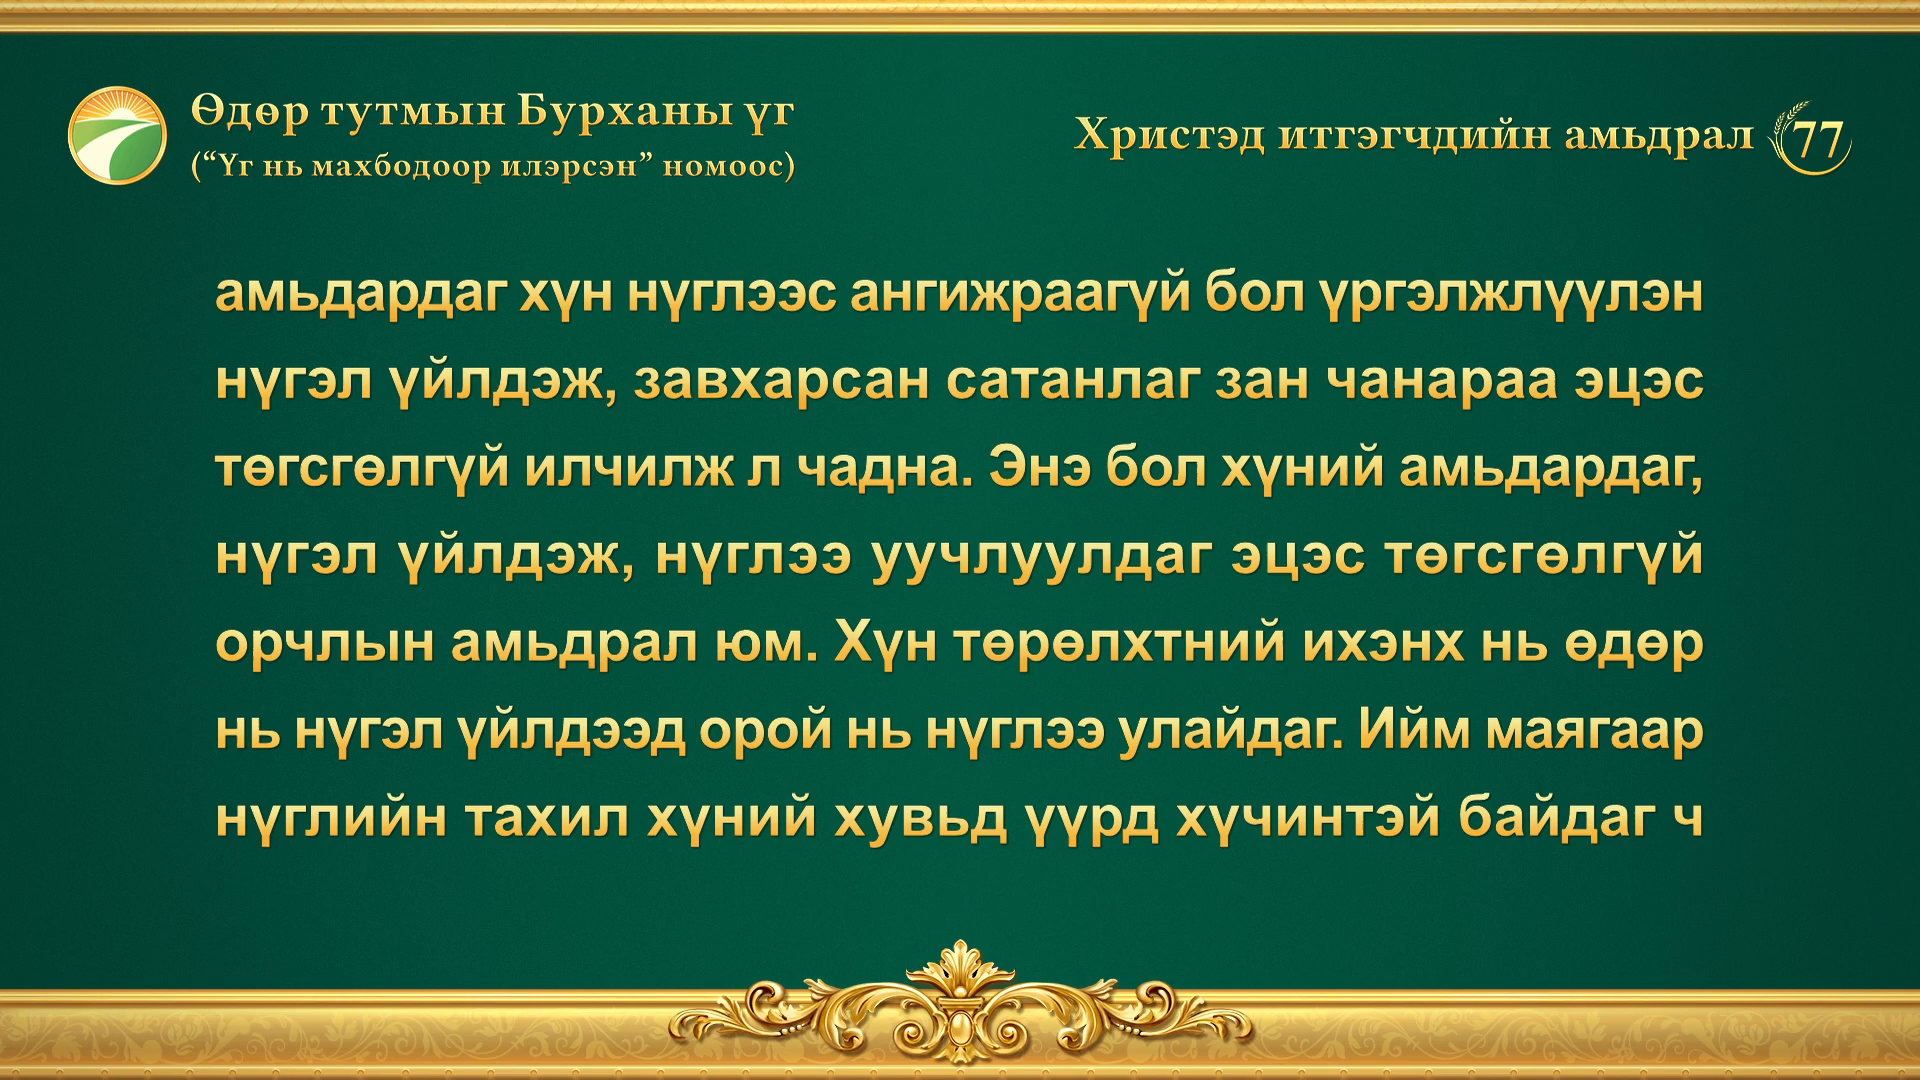 Өдөр тутмын Бурханы үг
(“Үг нь махбодоор илэрсэн” номоос)
Христэд итгэгчдийн амьдрал 77
амьдардаг хүн нүглээс ангижраагүй бол үргэлжлүүлэн
нүгэл үйлдэж, завхарсан сатанлаг зан чанараа эцэс
төгсгөлгүй илчилж л чадна. Энэ бол хүний амьдардаг,
нүгэл үйлдэж, нүглээ уучлуулдаг эцэс төгсгөлгүй
орчлын амьдрал юм. Хүн төрөлхтний ихэнх нь өдөр
нь нүгэл үйлдээд орой нь нүглээ улайдаг. Ийм маягаар
нүглийн тахил хүний хувьд үүрд хүчинтэй байдаг ч